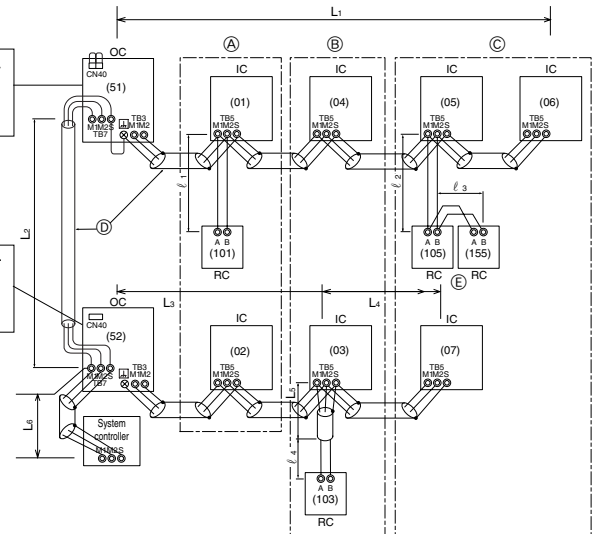 L1
Ⓐ Ⓑ Ⓒ
OC
CN40
(51)
TB3
M1M2S M1M2
TB7
IC
(01)
TB5
M1M2S
IC
(04)
TB5
M1M2S
IC
(05)
TB5
M1M2S
IC
(06)
TB5
M1M2S
L2
Ⓓ
ℓ1
A B
(101)
RC
ℓ2
ℓ3
A B
(105)
RC
A B
(155)
RC
Ⓔ
L3
L4
OC
CN40
(52)
TB3
M1M2S M1M2
TB7
IC
(02)
TB5
M1M2S
IC
(03)
TB5
M1M2S
IC
(07)
TB5
M1M2S
L5
L6
System
controller
M1M2S
ℓ4
A B
(103)
RC